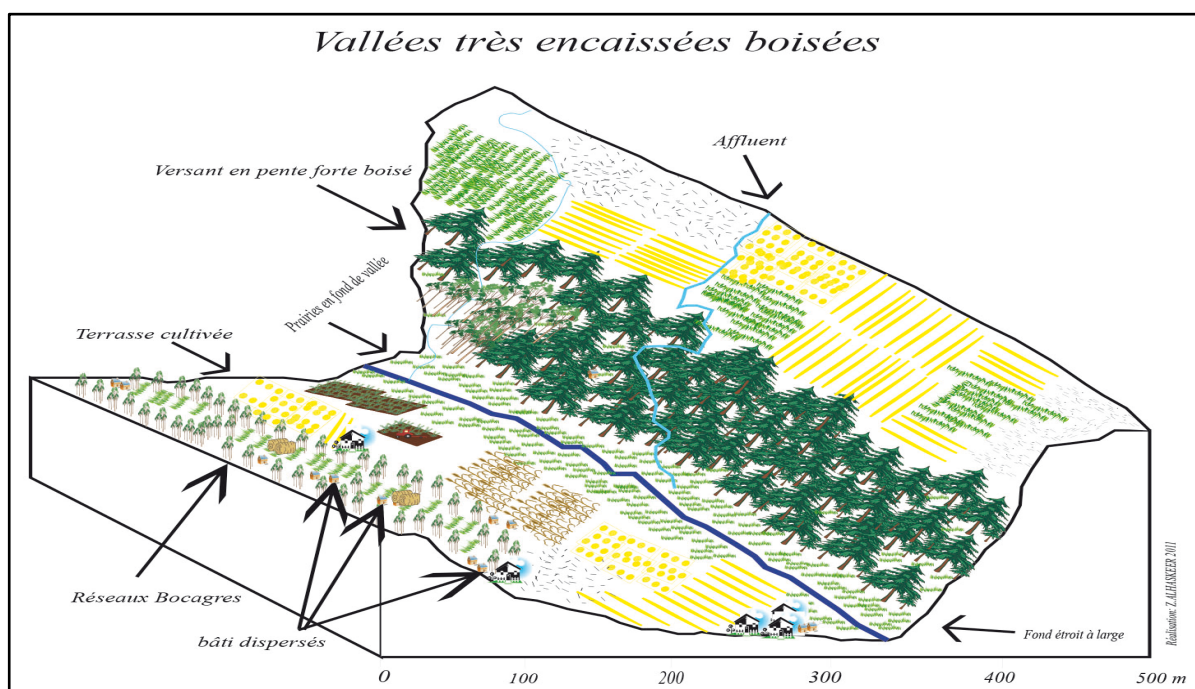 Vallées très encaissées boisées
Affluent
Versant en pente forte boisé
Prairies en fond de vallée
Terrasse cultivée
Réseaux Bocagres
bâti dispersés
Fond étroit à large
Réalisation: Z.ALHASKEER 2011
0 100 200 300 400 500 m